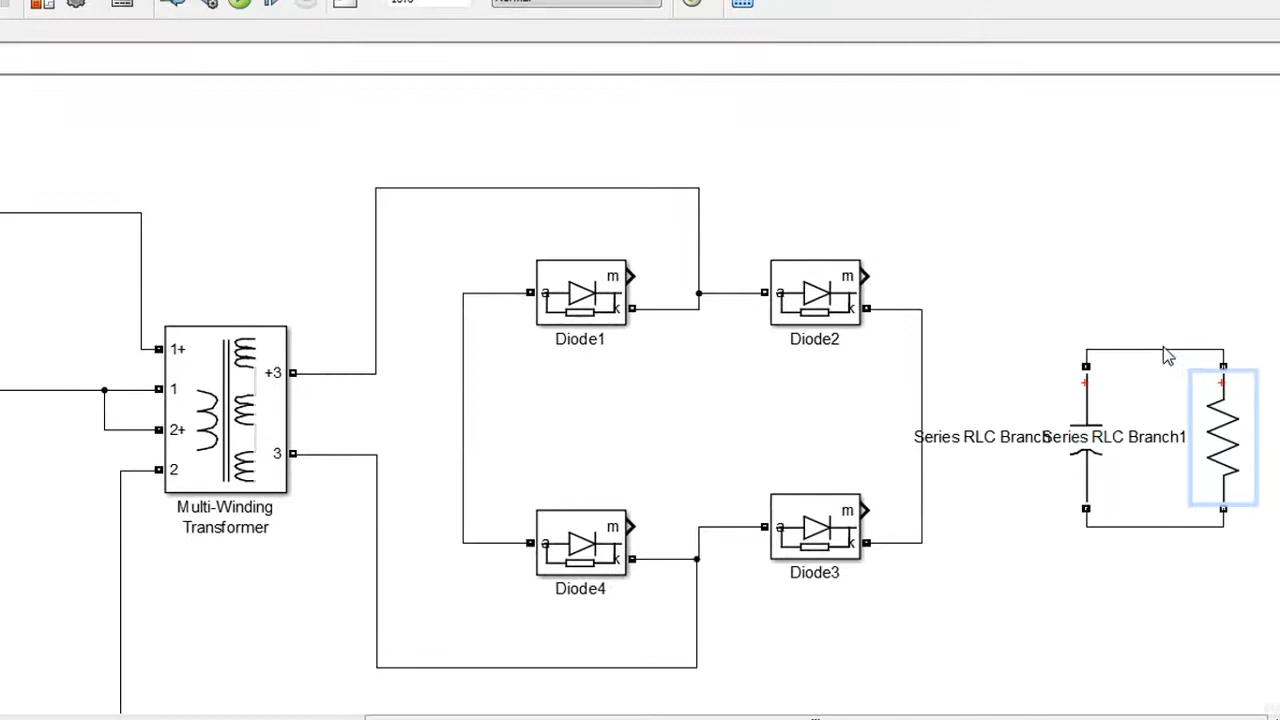 m
a
k
Diode1
m
a
k
Diode2
1+
1
2+
2
+3
3
Multi-Winding
Transformer
+
+
Series RLC Branch
Series RLC Branch1
m
a
k
Diode4
m
a
k
Diode3